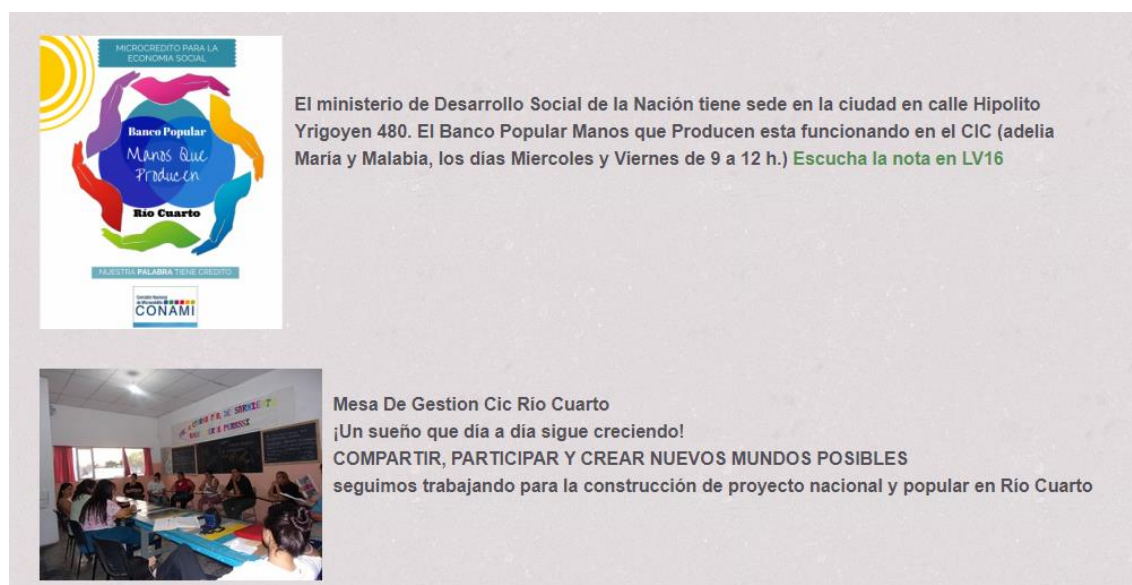 MICROCREDITO PARA LA
ECONOMIA SOCIAL
Banco Popular
Manos Que
Producen
Río Cuarto
NUESTRA PALABRA TIENE CREDITO
CONAMI
El ministerio de Desarrollo Social de la Nación tiene sede en la ciudad en calle Hipolito
Yrigoyen 480. El Banco Popular Manos que Producen esta funcionando en el CIC (adelia
María y Malabia, los días Miercoles y Viernes de 9 a 12 h.) Escucha la nota en LV16
Mesa De Gestion Cic Río Cuarto
¡Un sueño que día a día sigue creciendo!
COMPARTIR, PARTICIPAR Y CREAR NUEVOS MUNDOS POSIBLES
seguimos trabajando para la construcción de proyecto nacional y popular en Río Cuarto